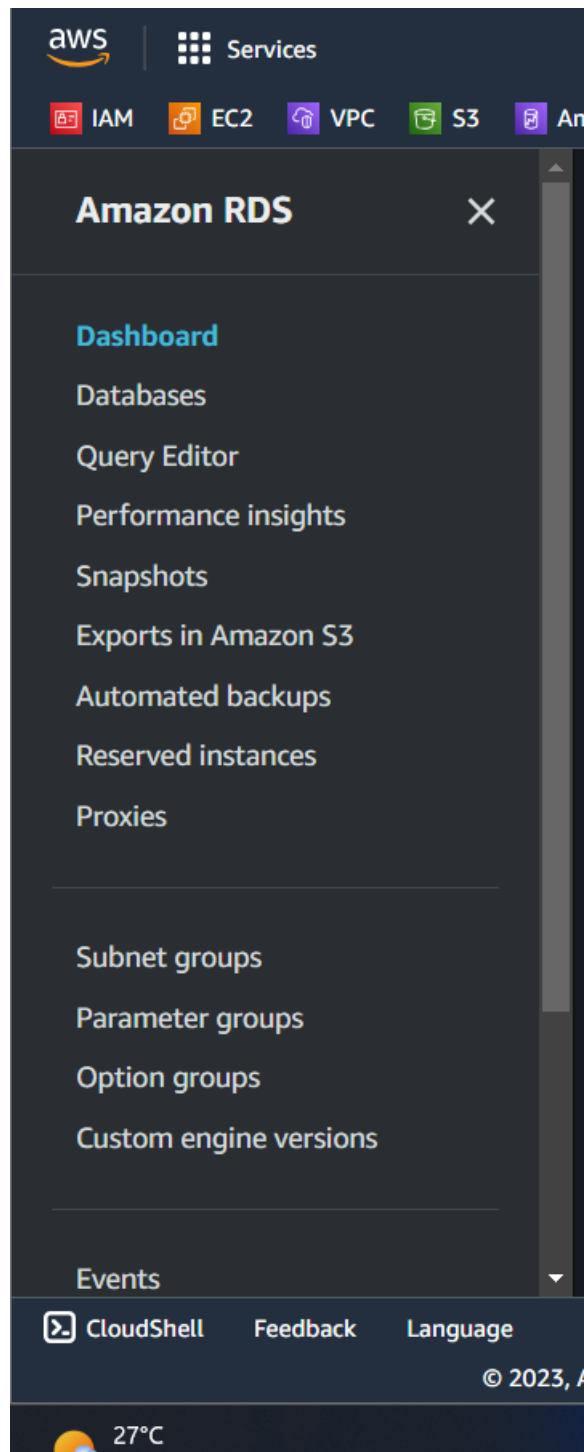 aws Services
IAM EC2 VPC S3
Amazon RDS
Dashboard
Databases
Query Editor
Performance insights
Snapshots
Exports in Amazon S3
Automated backups
Reserved instances
Proxies
Subnet groups
Parameter groups
Option groups
Custom engine versions
Events
CloudShell Feedback Language
© 2023,
27°C